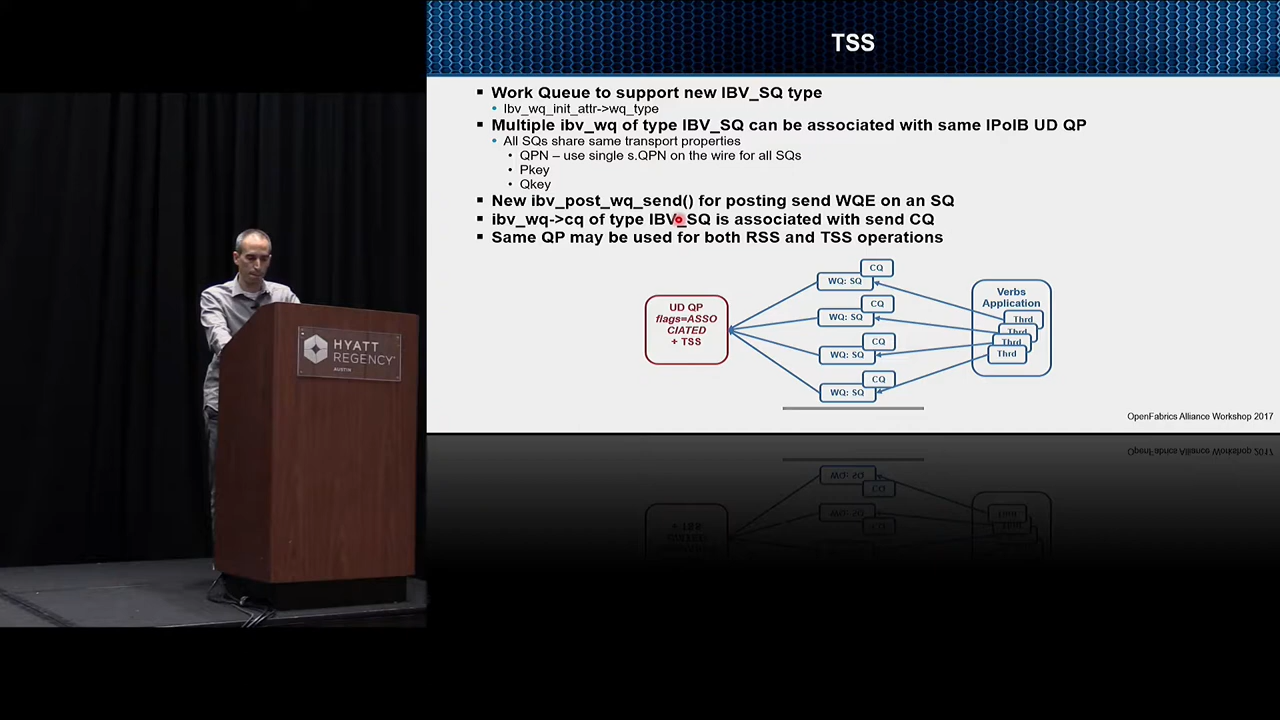 TSS
Work Queue to support new IBV_SQ type
Ibv_wq_init_attr->wq_type
Multiple ibv_wq of type IBV_SQ can be associated with same IPoIB UD QP
All SQs share same transport properties
QPN – use single s.QPN on the wire for all SQs
Pkey
Qkey
New ibv_post_wq_send() for posting send WQE on an SQ
ibv_wq->cq of type IBV_SQ is associated with send CQ
Same QP may be used for both RSS and TSS operations
UD QP
flags=ASSO
CIATED
+ TSS
CQ
WQ: SQ
CQ
WQ: SQ
CQ
WQ: SQ
CQ
WQ: SQ
Verbs
Application
Thrd
Thrd
Thrd
Thrd
OpenFabrics Alliance Workshop 2017
HYATT
REGENCY
AUSTIN